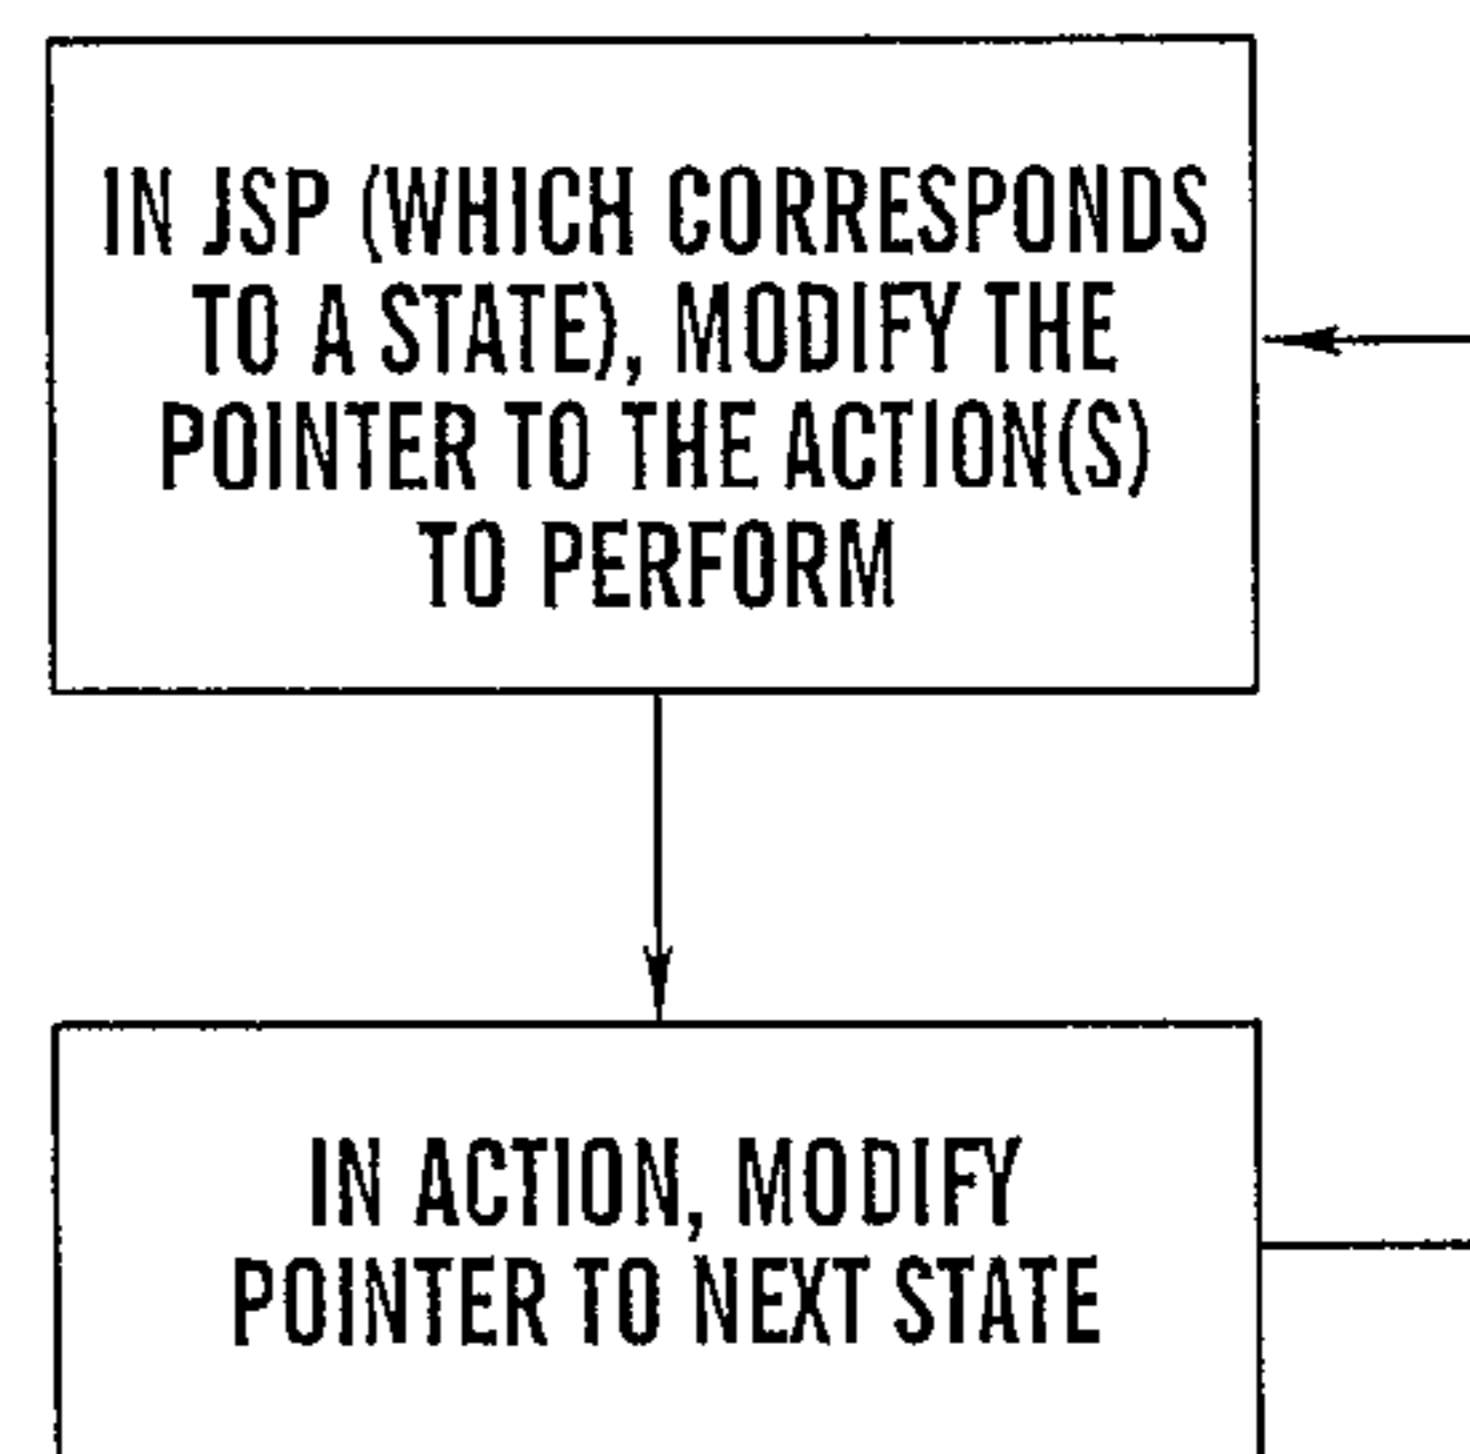 IN JSP (WHICH CORRESPONDS
TO A STATE), MODIFY THE
POINTER TO THE ACTION(S)
TO PERFORM
IN ACTION, MODIFY
POINTER TO NEXT STATE